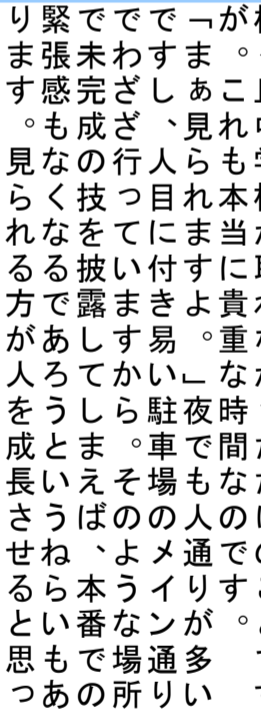 が。これも本当に貴重な時間なのです。
「まぁ見られますよ。」夜でも人通りが多い
ですし、人目に付き易い駐車場のメイン通り
でわざざ行っていますから。そのような場所
で未完成の技を披露してしまえば、本番での
緊張感もなくなるであろうというねらいもあ
ります。見られる方が人を成長させると思っ